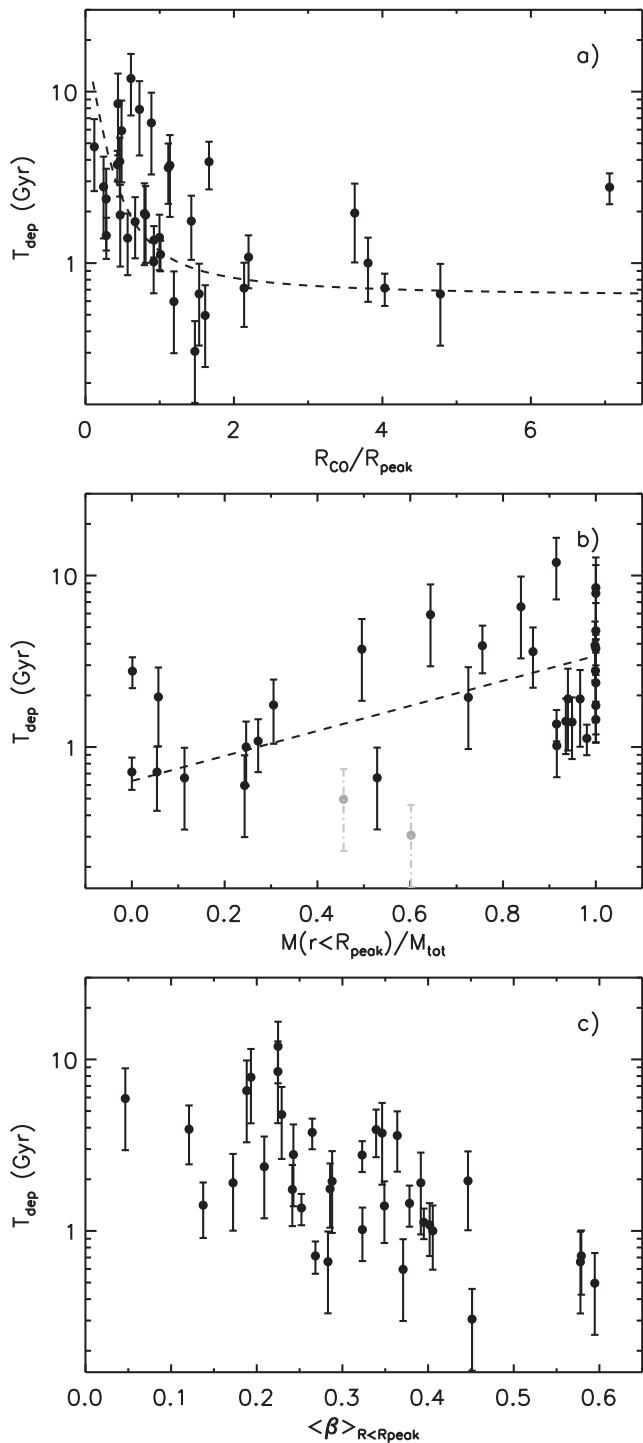 a)
10
1
T_dep (Gyr)
0 2 4 6
R_CO/R_peak
b)
10
1
T_dep (Gyr)
0.0 0.2 0.4 0.6 0.8 1.0
M(r<R_peak)/M_tot
c)
10
1
T_dep (Gyr)
0.0 0.1 0.2 0.3 0.4 0.5 0.6
<β>_R<Rpeak